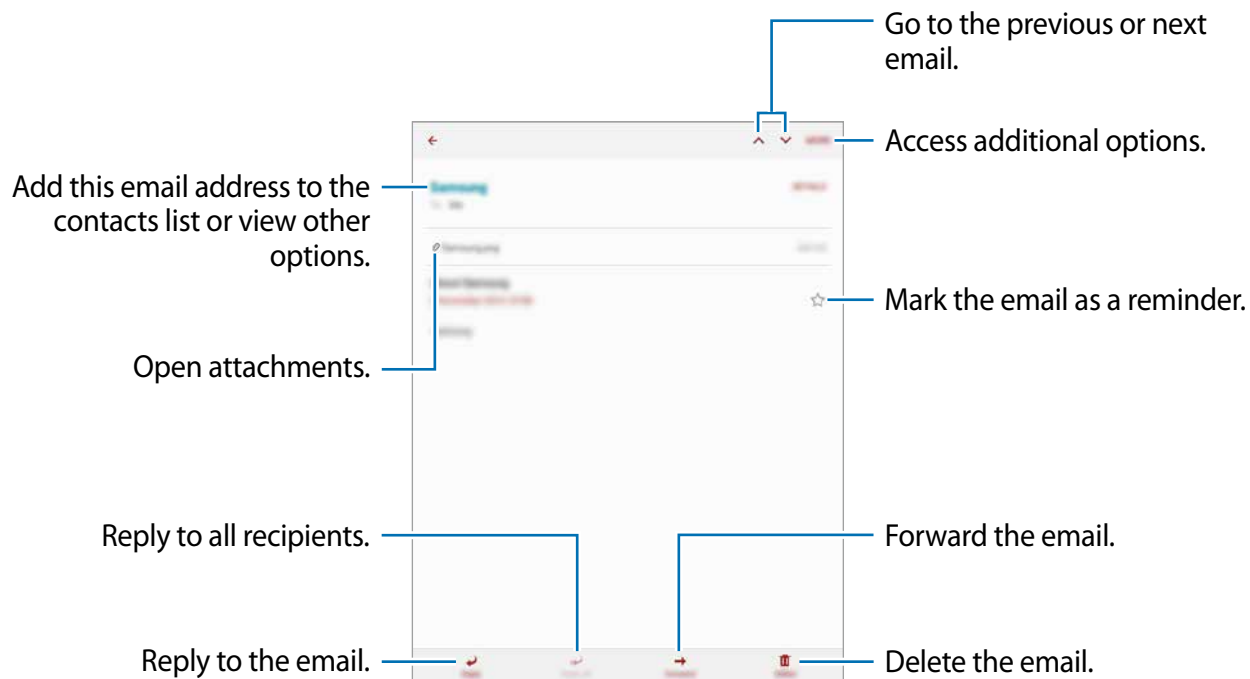 Go to the previous or next
email.
Access additional options.
Add this email address to the
contacts list or view other
options.
Samsung
Mark the email as a reminder.
Open attachments.
Reply to all recipients.
Forward the email.
Reply to the email.
Delete the email.